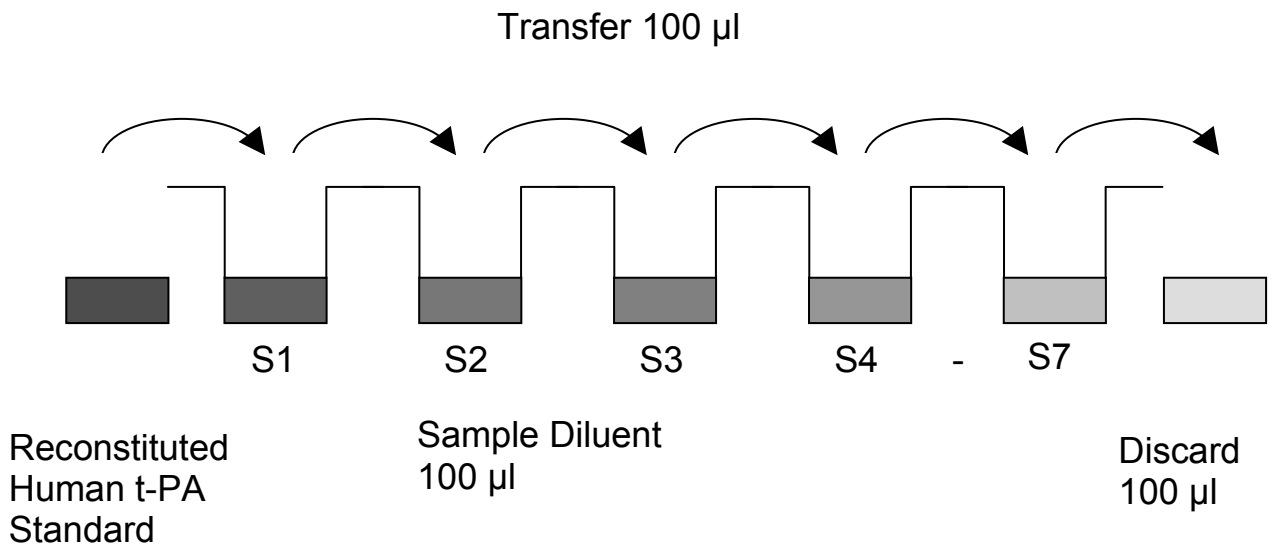 Transfer 100 µl
S1 S2 S3 S4 - S7
Reconstituted
Human t-PA
Standard
Sample Diluent
100 µl
Discard
100 µl